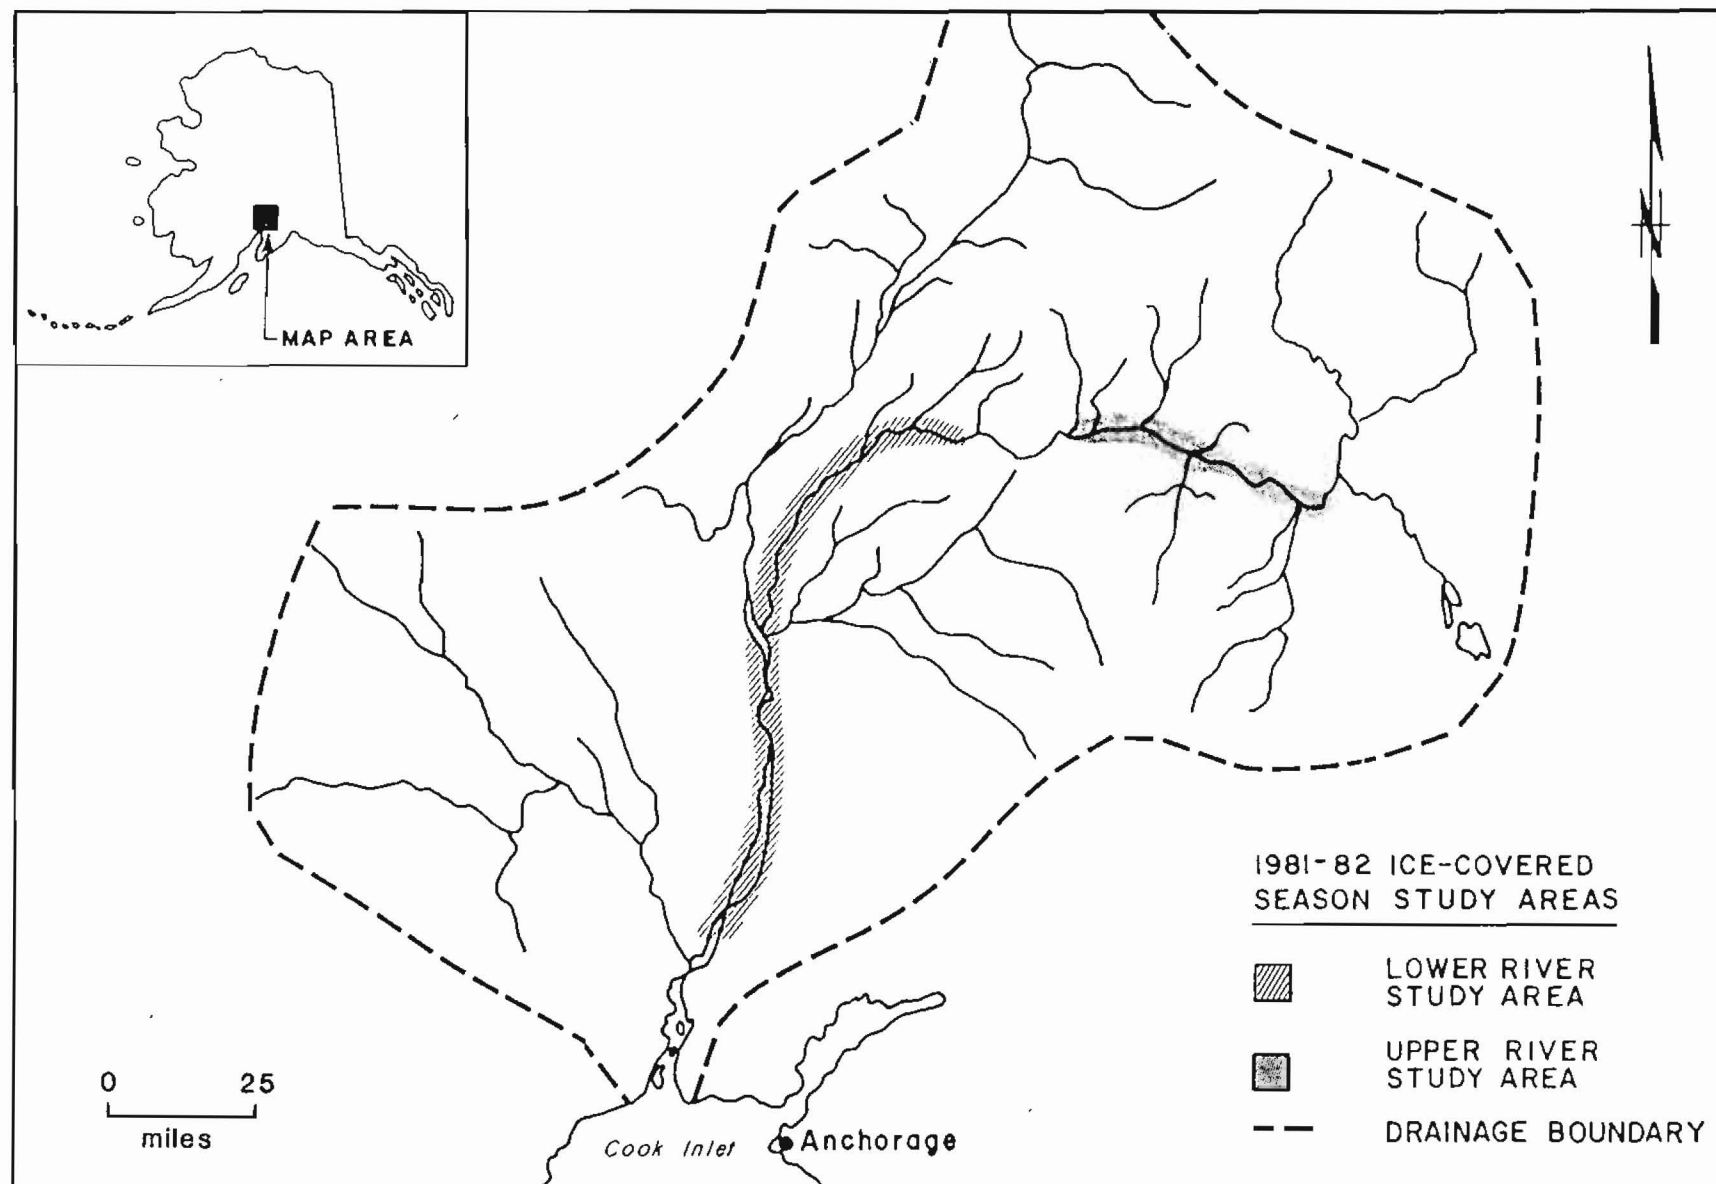 MAP AREA
1981-82 ICE-COVERED
SEASON STUDY AREAS
LOWER RIVER
STUDY AREA
UPPER RIVER
STUDY AREA
DRAINAGE BOUNDARY
0 25
miles
Cook Inlet
Anchorage